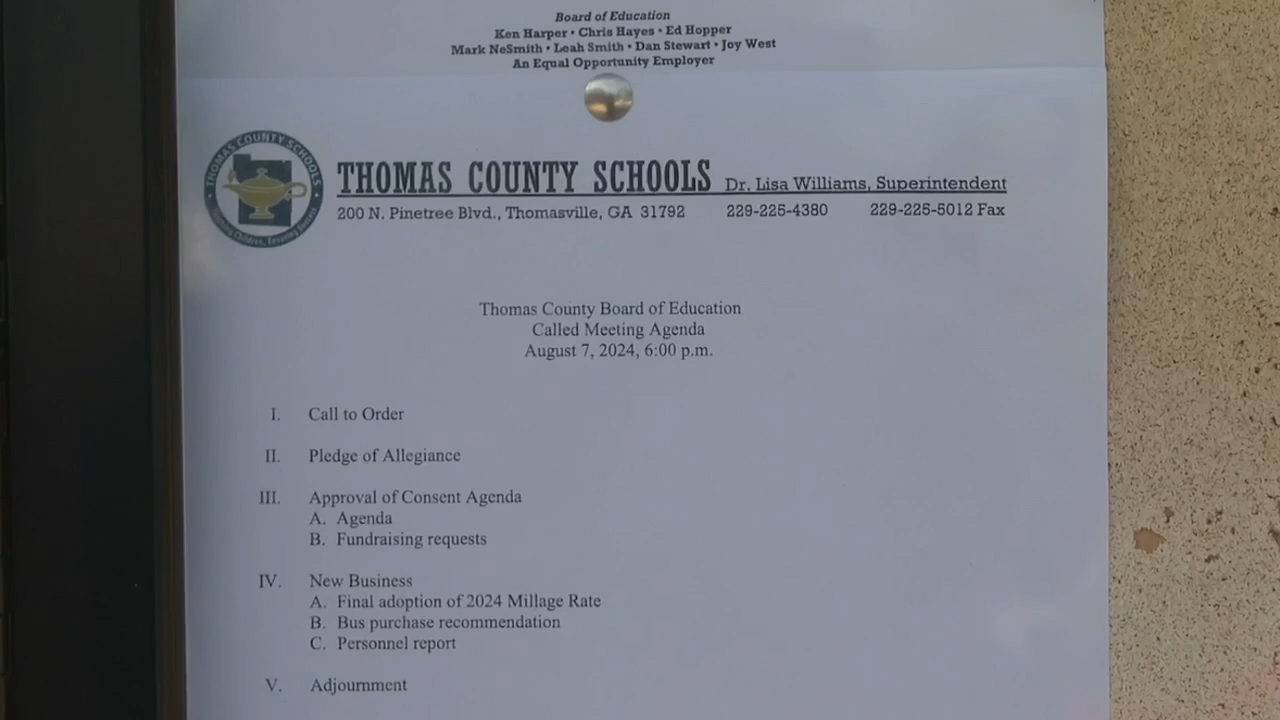 Board of Education
Ken Harper • Chris Hayes • Ed Hopper
Mark NeSmith • Leah Smith • Dan Stewart • Joy West
An Equal Opportunity Employer
THOMAS COUNTY SCHOOLS
THOMAS COUNTY SCHOOLS Dr. Lisa Williams, Superintendent
200 N. Pinetree Blvd., Thomasville, GA 31792 229-225-4380 229-225-5012 Fax
Thomas County Board of Education
Called Meeting Agenda
August 7, 2024, 6:00 p.m.
I. Call to Order
II. Pledge of Allegiance
III. Approval of Consent Agenda
A. Agenda
B. Fundraising requests
IV. New Business
A. Final adoption of 2024 Millage Rate
B. Bus purchase recommendation
C. Personnel report
V. Adjournment